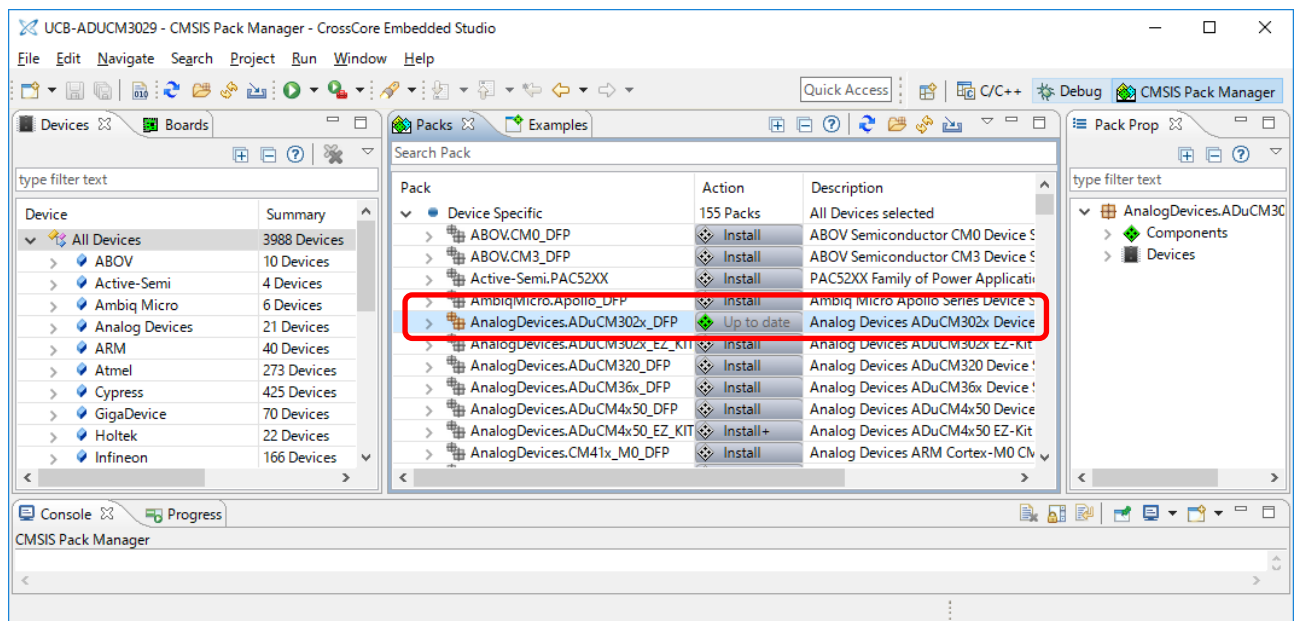 UCB-ADUCM3029 - CMSIS Pack Manager - CrossCore Embedded Studio
File Edit Navigate Search Project Run Window Help
Quick Access C/C++ Debug CMSIS Pack Manager
Devices Boards
type filter text
Device Summary
All Devices 3988 Devices
ABOV 10 Devices
Active-Semi 4 Devices
Ambiq Micro 6 Devices
Analog Devices 21 Devices
ARM 40 Devices
Atmel 273 Devices
Cypress 425 Devices
GigaDevice 70 Devices
Holtek 22 Devices
Infineon 166 Devices
Packs Examples
Search Pack
Pack Action Description
Device Specific 155 Packs All Devices selected
ABOV.CM0_DFP Install ABOV Semiconductor CM0 Device S
ABOV.CM3_DFP Install ABOV Semiconductor CM3 Device S
Active-Semi.PAC52XX Install PAC52XX Family of Power Applicatio
AmbiqMicro.Apollo_DFP Install Ambiq Micro Apollo Series Device S
AnalogDevices.ADuCM302x_DFP Up to date Analog Devices ADuCM302x Device
AnalogDevices.ADuCM302x_EZ_KIT Install Analog Devices ADuCM302x EZ-Kit
AnalogDevices.ADuCM320_DFP Install Analog Devices ADuCM320 Device S
AnalogDevices.ADuCM36x_DFP Install Analog Devices ADuCM36x Device S
AnalogDevices.ADuCM4x50_DFP Install Analog Devices ADuCM4x50 Device
AnalogDevices.ADuCM4x50_EZ_KIT Install+ Analog Devices ADuCM4x50 EZ-Kit
AnalogDevices.CM41x_M0_DFP Install Analog Devices ARM Cortex-M0 CM
Pack Prop
type filter text
AnalogDevices.ADuCM30
Components
Devices
Console Progress
CMSIS Pack Manager